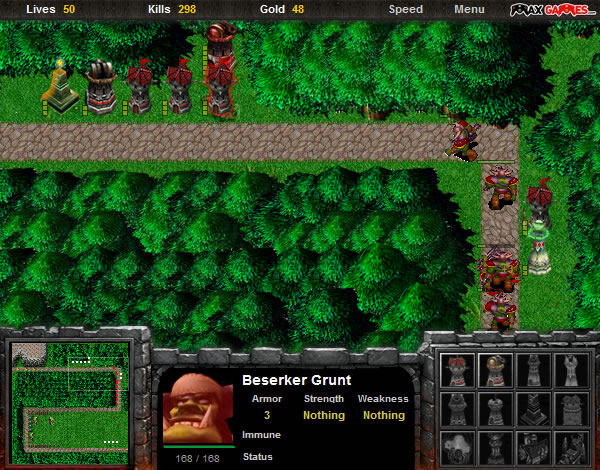 Lives 50 Kills 298 Gold 48 Speed Menu MAX GAMES
Beserker Grunt
Armor Strength Weakness
3 Nothing Nothing
Immune
168 / 168 Status